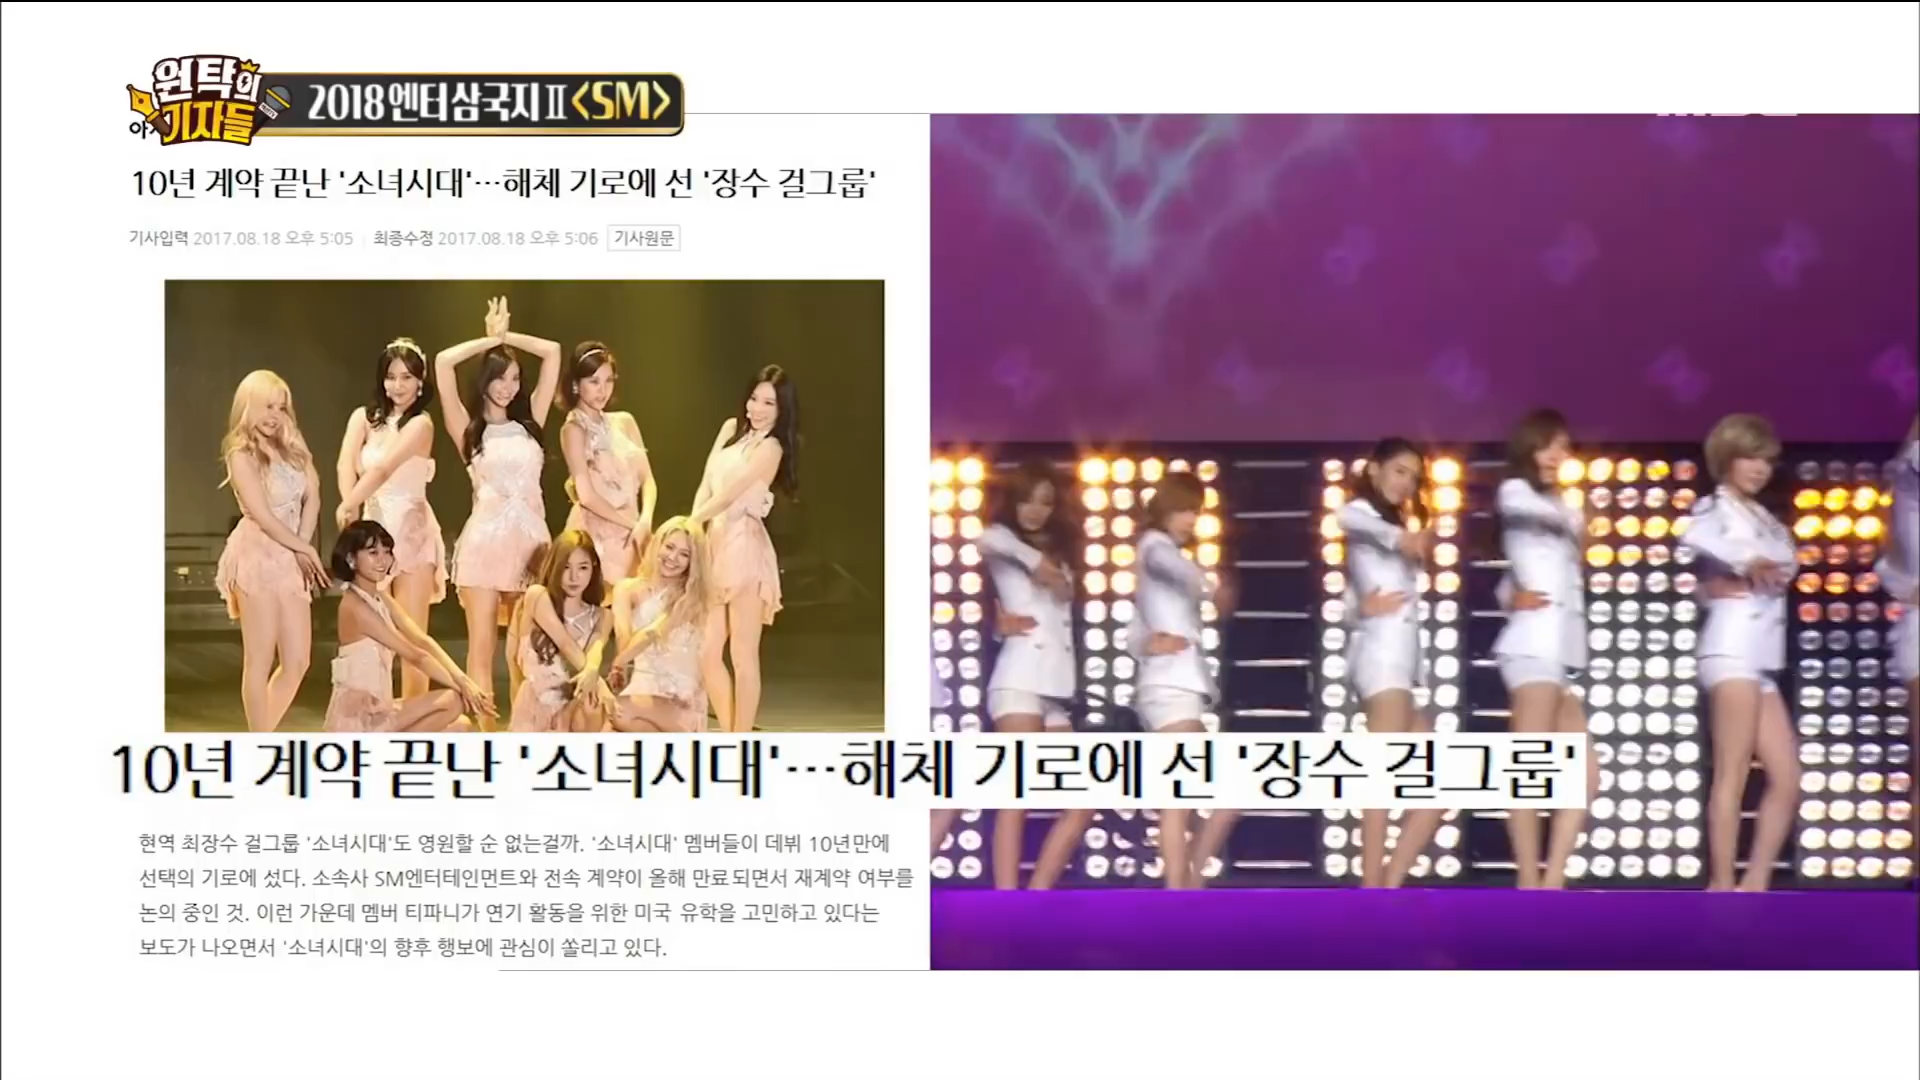 원탁의
기자들
2018 엔터삼국지Ⅱ <SM>
10년 계약 끝난 '소녀시대'…해체 기로에 선 '장수 걸그룹'
기사입력 2017.08.18 오후 5:05 최종수정 2017.08.18 오후 5:06 기사원문
10년 계약 끝난 '소녀시대'…해체 기로에 선 '장수 걸그룹'
현역 최장수 걸그룹 '소녀시대'도 영원할 순 없는걸까. '소녀시대' 멤버들이 데뷔 10년만에
선택의 기로에 섰다. 소속사 SM엔터테인먼트와 전속 계약이 올해 만료되면서 재계약 여부를
논의 중인 것. 이런 가운데 멤버 티파니가 연기 활동을 위한 미국 유학을 고민하고 있다는
보도가 나오면서 '소녀시대'의 향후 행보에 관심이 쏠리고 있다.